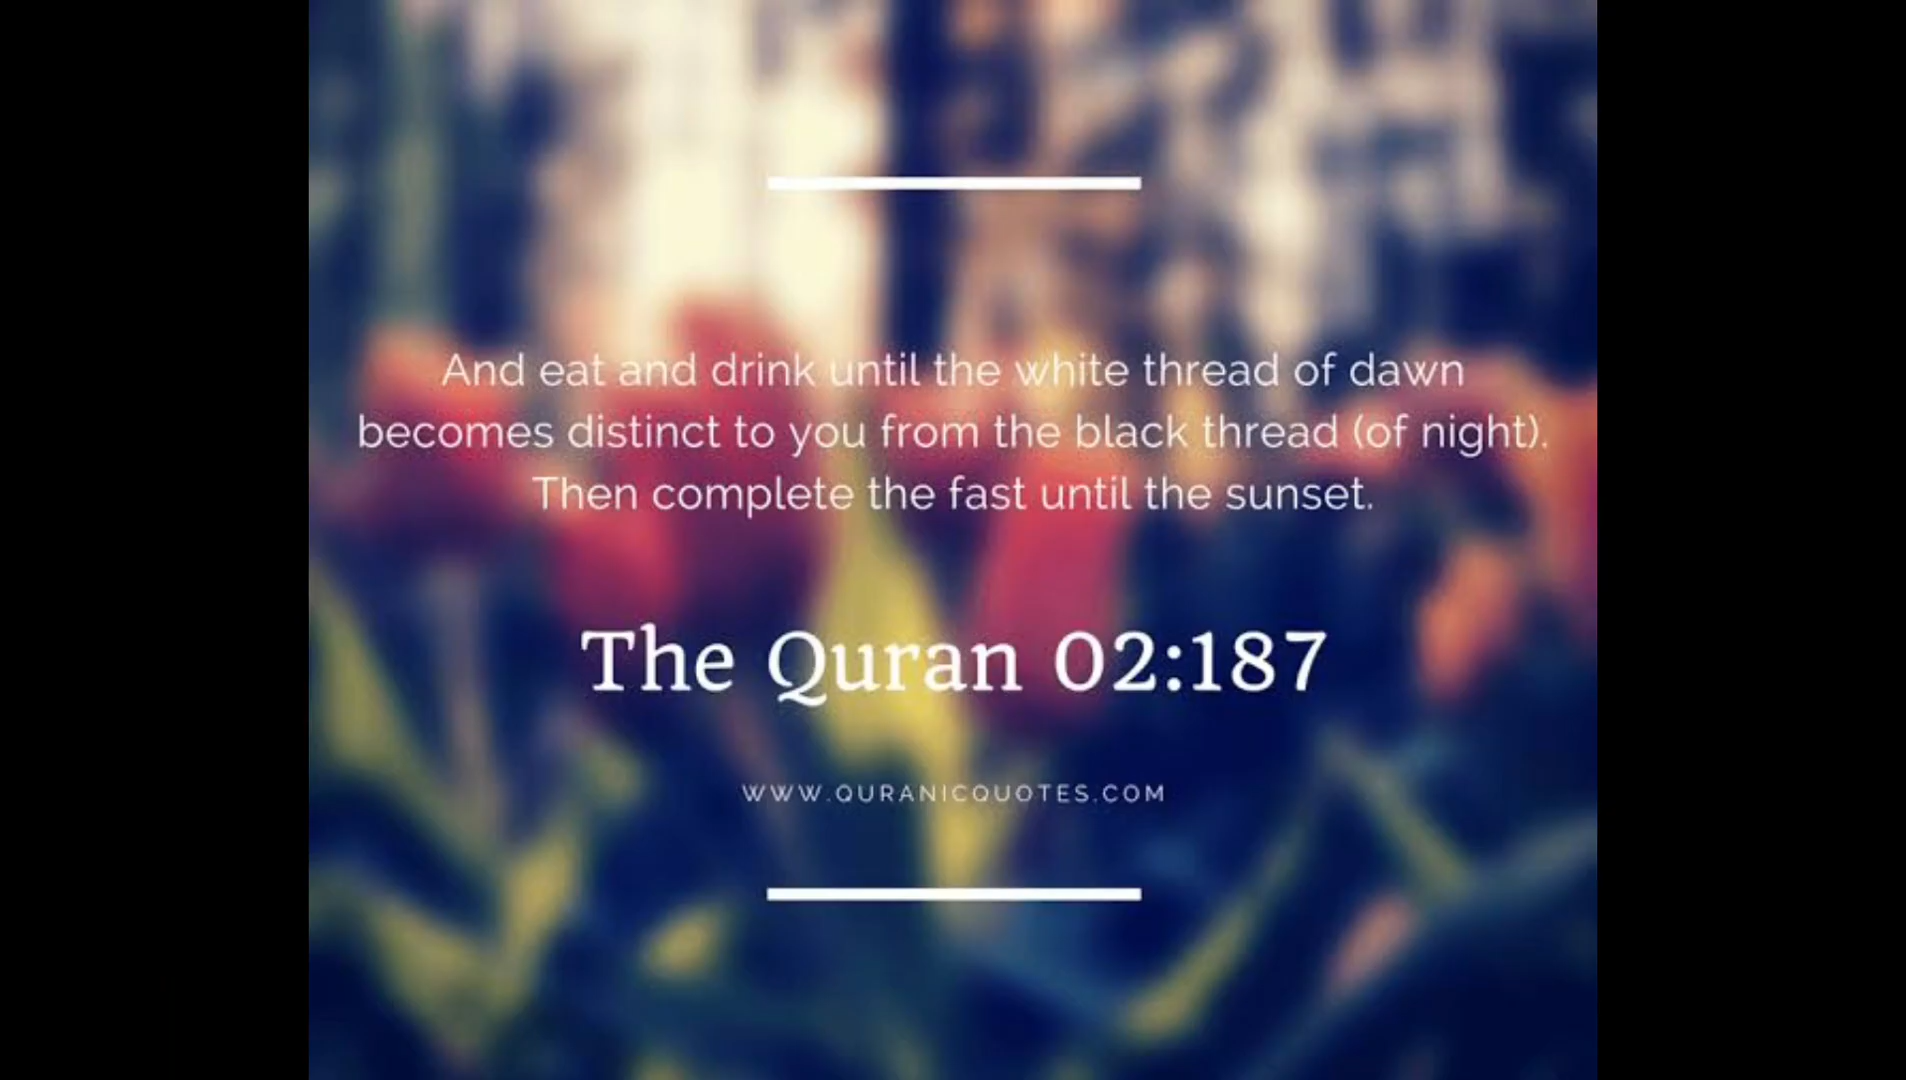 And eat and drink until the white thread of dawn
becomes distinct to you from the black thread (of night).
Then complete the fast until the sunset.
The Quran 02:187
WWW.QURANICQUOTES.COM